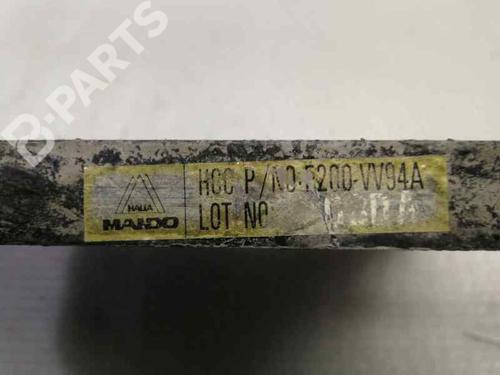 B-PARTS
HALLA
MANDO
HCC P/NO:F200-VV94A
LOT NO